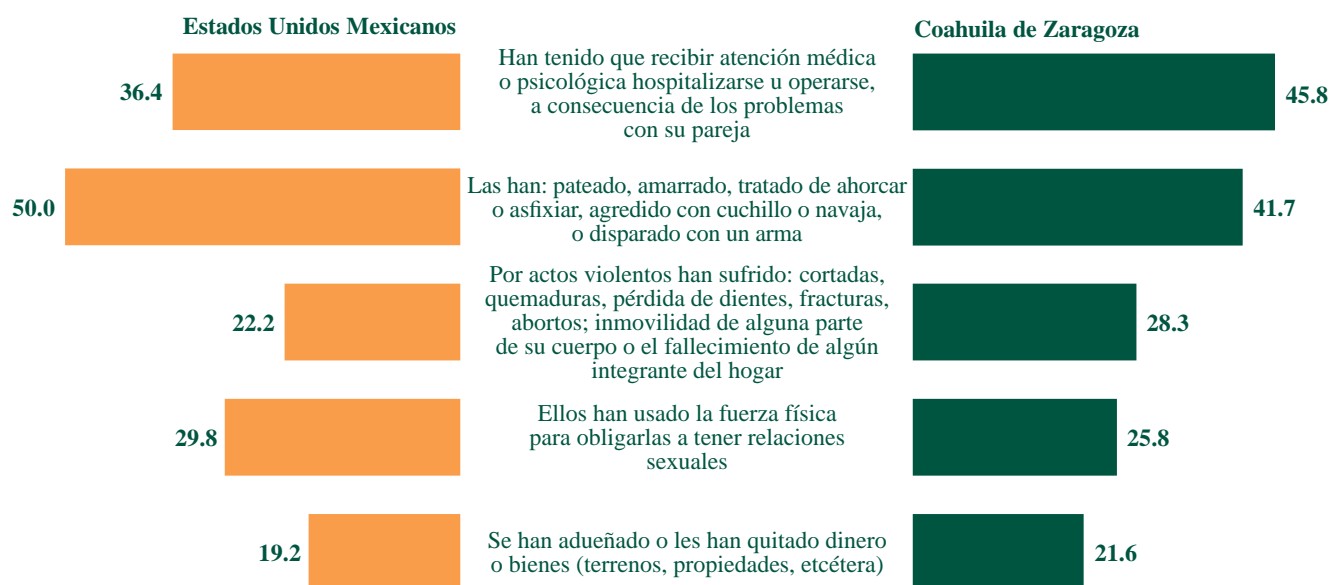 Estados Unidos Mexicanos
Coahuila de Zaragoza
36.4
Han tenido que recibir atención médica
o psicológica hospitalizarse u operarse,
a consecuencia de los problemas
con su pareja
45.8
50.0
Las han: pateado, amarrado, tratado de ahorcar
o asfixiar, agredido con cuchillo o navaja,
o disparado con un arma
41.7
22.2
Por actos violentos han sufrido: cortadas,
quemaduras, pérdida de dientes, fracturas,
abortos; inmovilidad de alguna parte
de su cuerpo o el fallecimiento de algún
integrante del hogar
28.3
29.8
Ellos han usado la fuerza física
para obligarlas a tener relaciones
sexuales
25.8
19.2
Se han adueñado o les han quitado dinero
o bienes (terrenos, propiedades, etcétera)
21.6